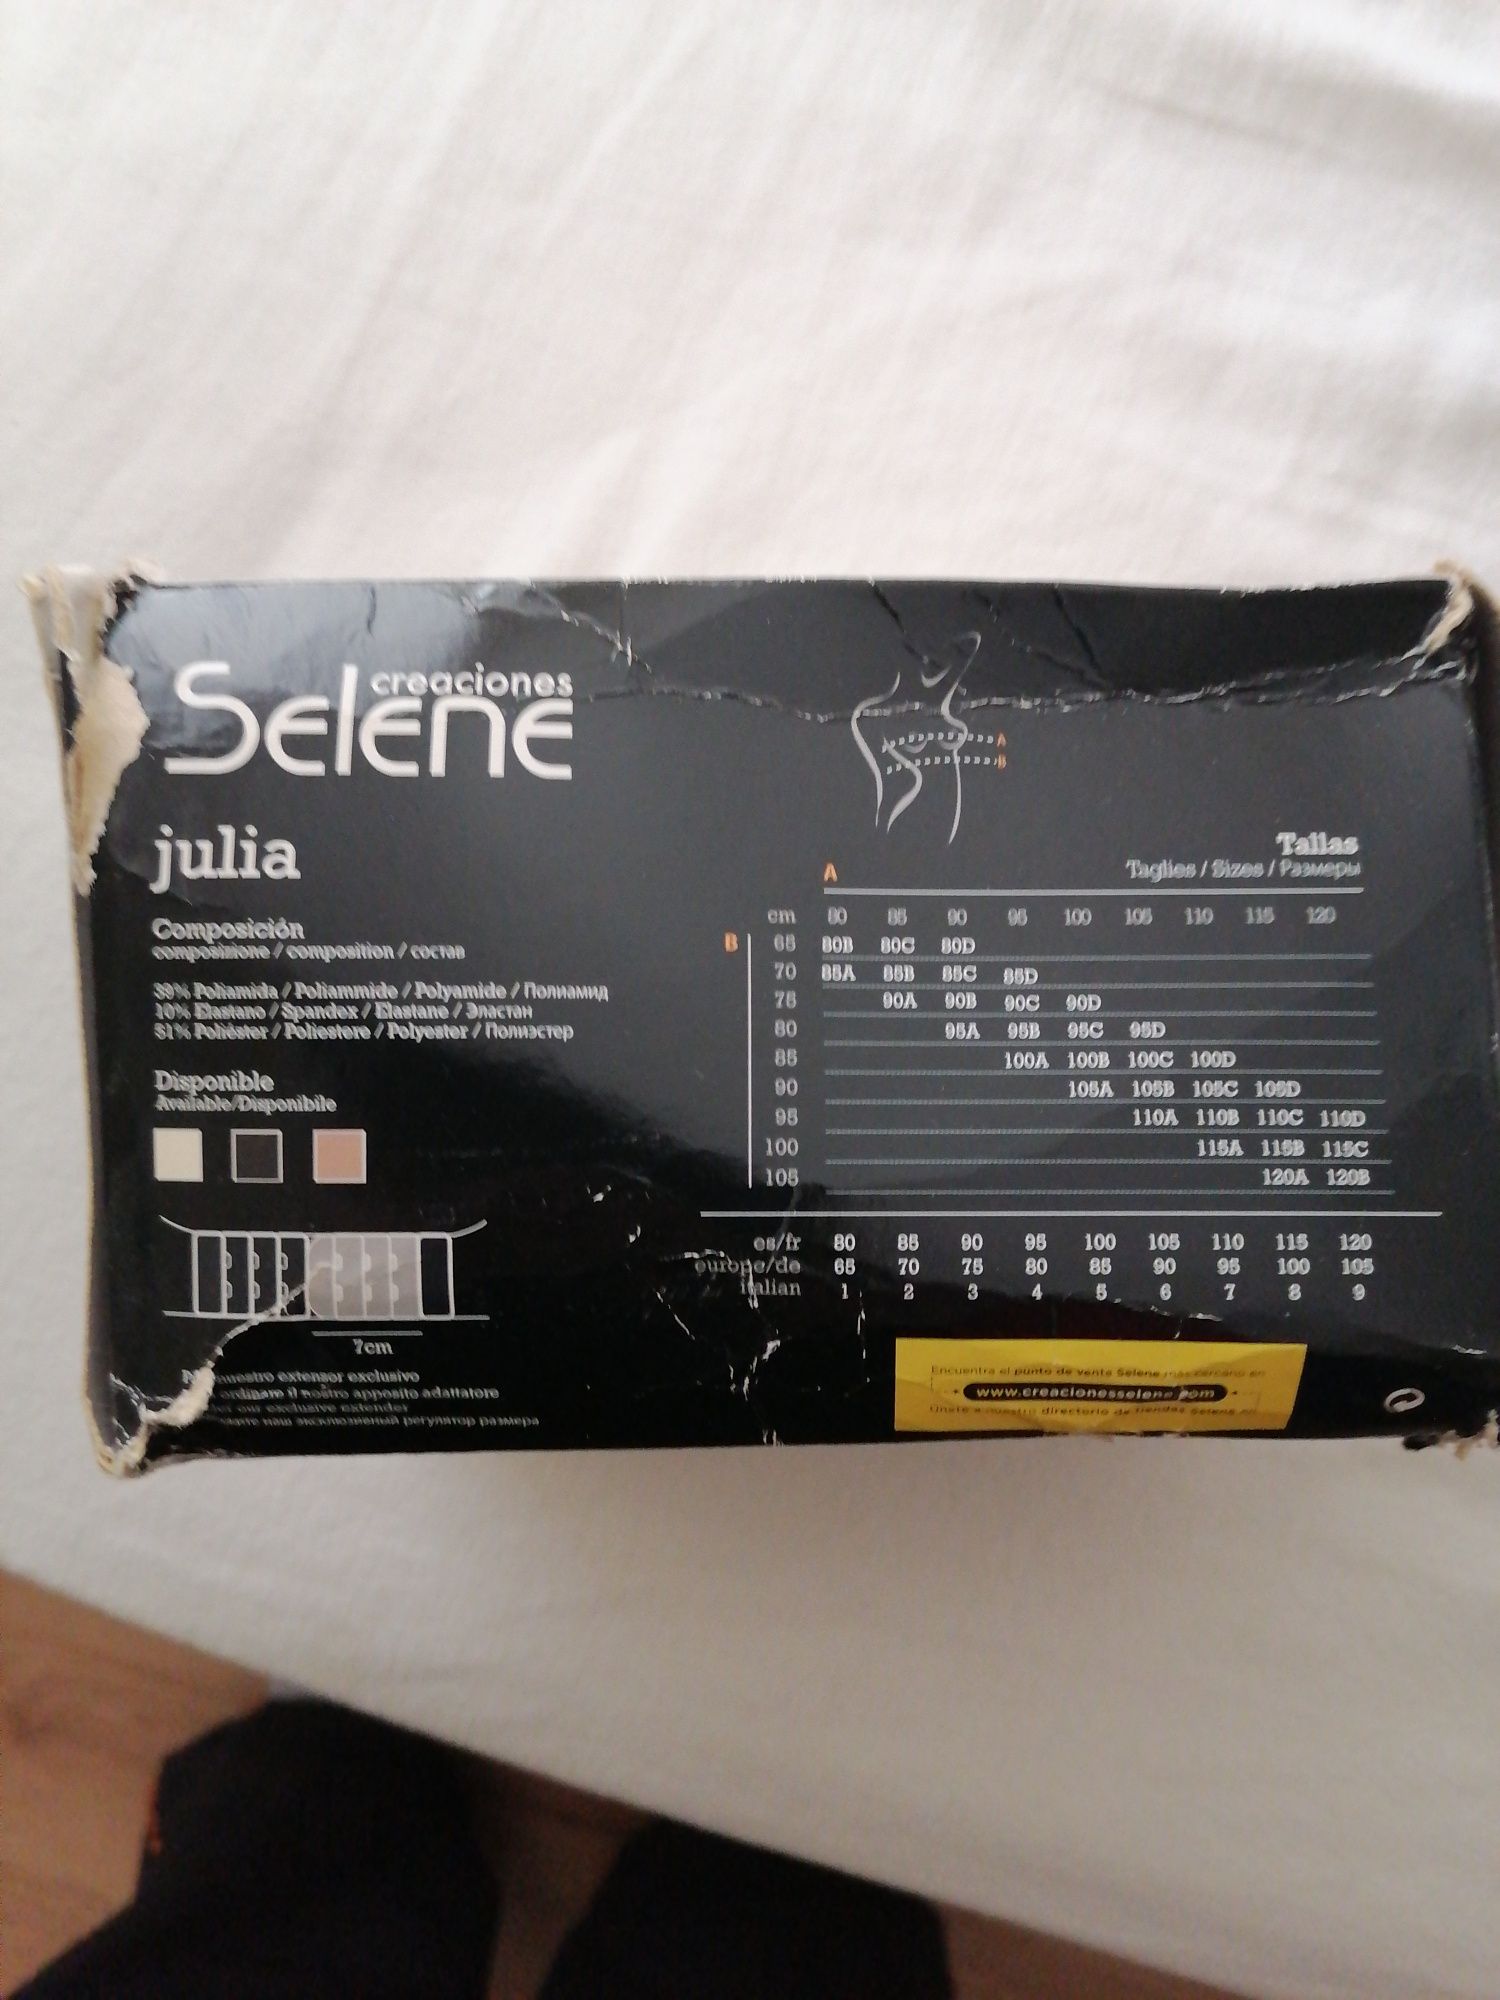 creaciones
Selene
julia
Composición
composizione / composition / состав
39% Poliamida / Poliammide / Polyamide / Полиамид
10% Elastano / Spandex / Elastane / Эластан
51% Poliéster / Poliestere / Polyester / Полиэстер
Disponible
Available/Disponibile
7cm
nuestro extensor exclusivo
ordinare il nostro apposito adattatore
our exclusive extender
наш эксклюзивный регулятор размера
A
B
Tallas
Taglies / Sizes / Размеры
A
cm 80 85 90 95 100 105 110 115 120
B 65 80B 80C 80D
70 85A 85B 85C 85D
75 90A 90B 90C 90D
80 95A 95B 95C 95D
85 100A 100B 100C 100D
90 105A 105B 105C 105D
95 110A 110B 110C 110D
100 115A 115B 115C
105 120A 120B
es/fr 80 85 90 95 100 105 110 115 120
europe/de 65 70 75 80 85 90 95 100 105
italian 1 2 3 4 5 6 7 8 9
Encuentra el punto de venta Selene más cercano en
www.creacionesselene.com
Únete a nuestro directorio de tiendas Selene en